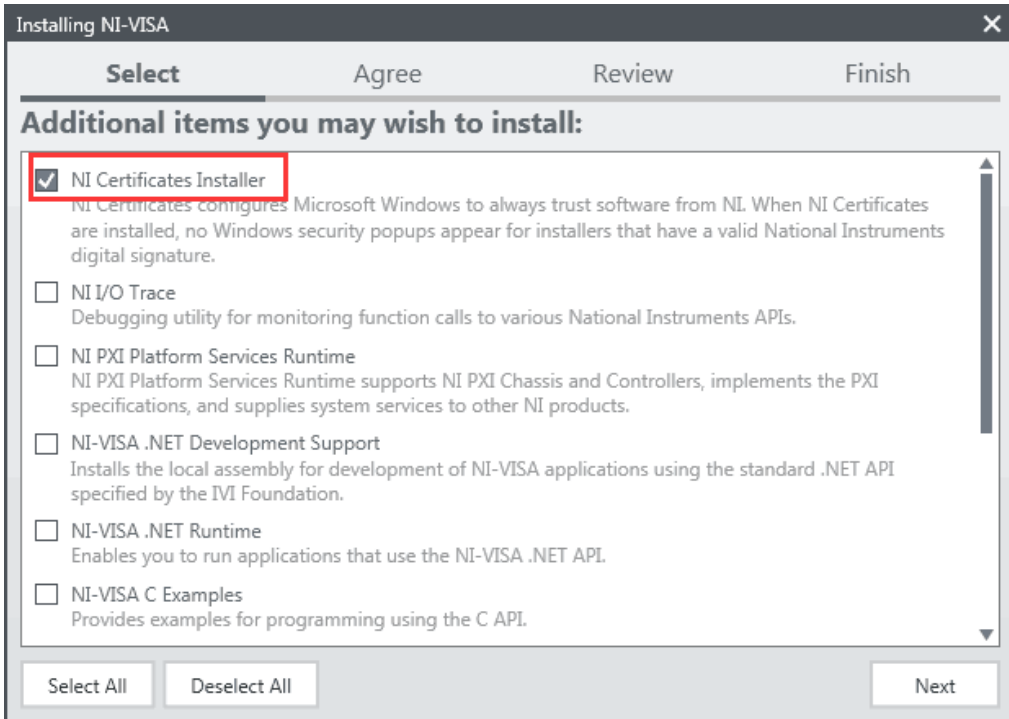 Installing NI-VISA
Select Agree Review Finish
Additional items you may wish to install:
NI Certificates Installer
NI Certificates configures Microsoft Windows to always trust software from NI. When NI Certificates
are installed, no Windows security popups appear for installers that have a valid National Instruments
digital signature.
NI I/O Trace
Debugging utility for monitoring function calls to various National Instruments APIs.
NI PXI Platform Services Runtime
NI PXI Platform Services Runtime supports NI PXI Chassis and Controllers, implements the PXI
specifications, and supplies system services to other NI products.
NI-VISA .NET Development Support
Installs the local assembly for development of NI-VISA applications using the standard .NET API
specified by the IVI Foundation.
NI-VISA .NET Runtime
Enables you to run applications that use the NI-VISA .NET API.
NI-VISA C Examples
Provides examples for programming using the C API.
Select All Deselect All Next